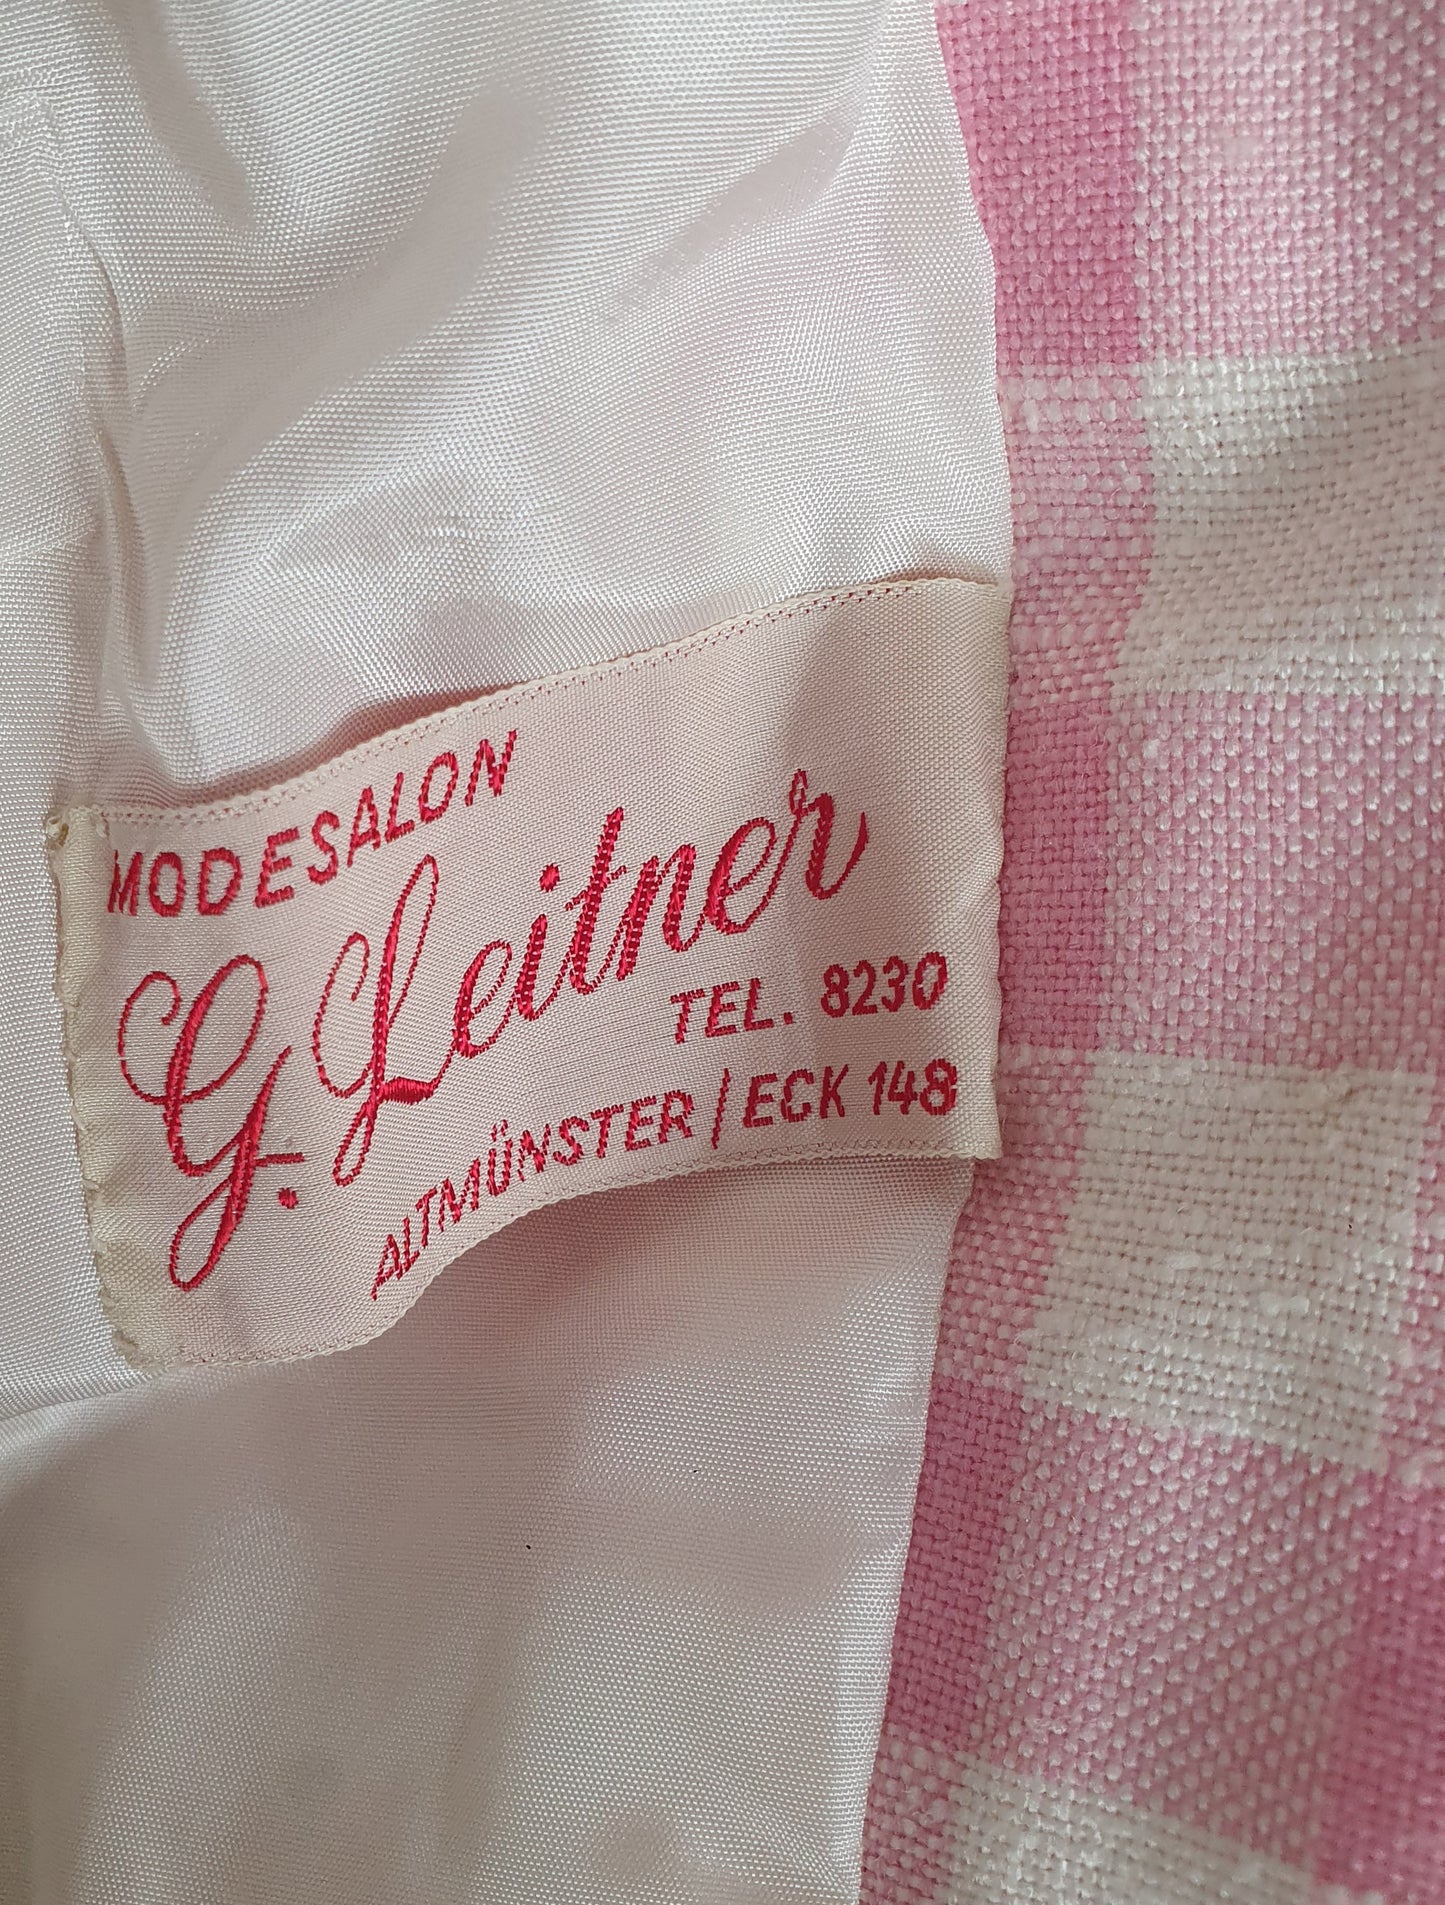 MODESALON
G. Leitner
TEL. 8230
ALTMÜNSTER/ECK 148